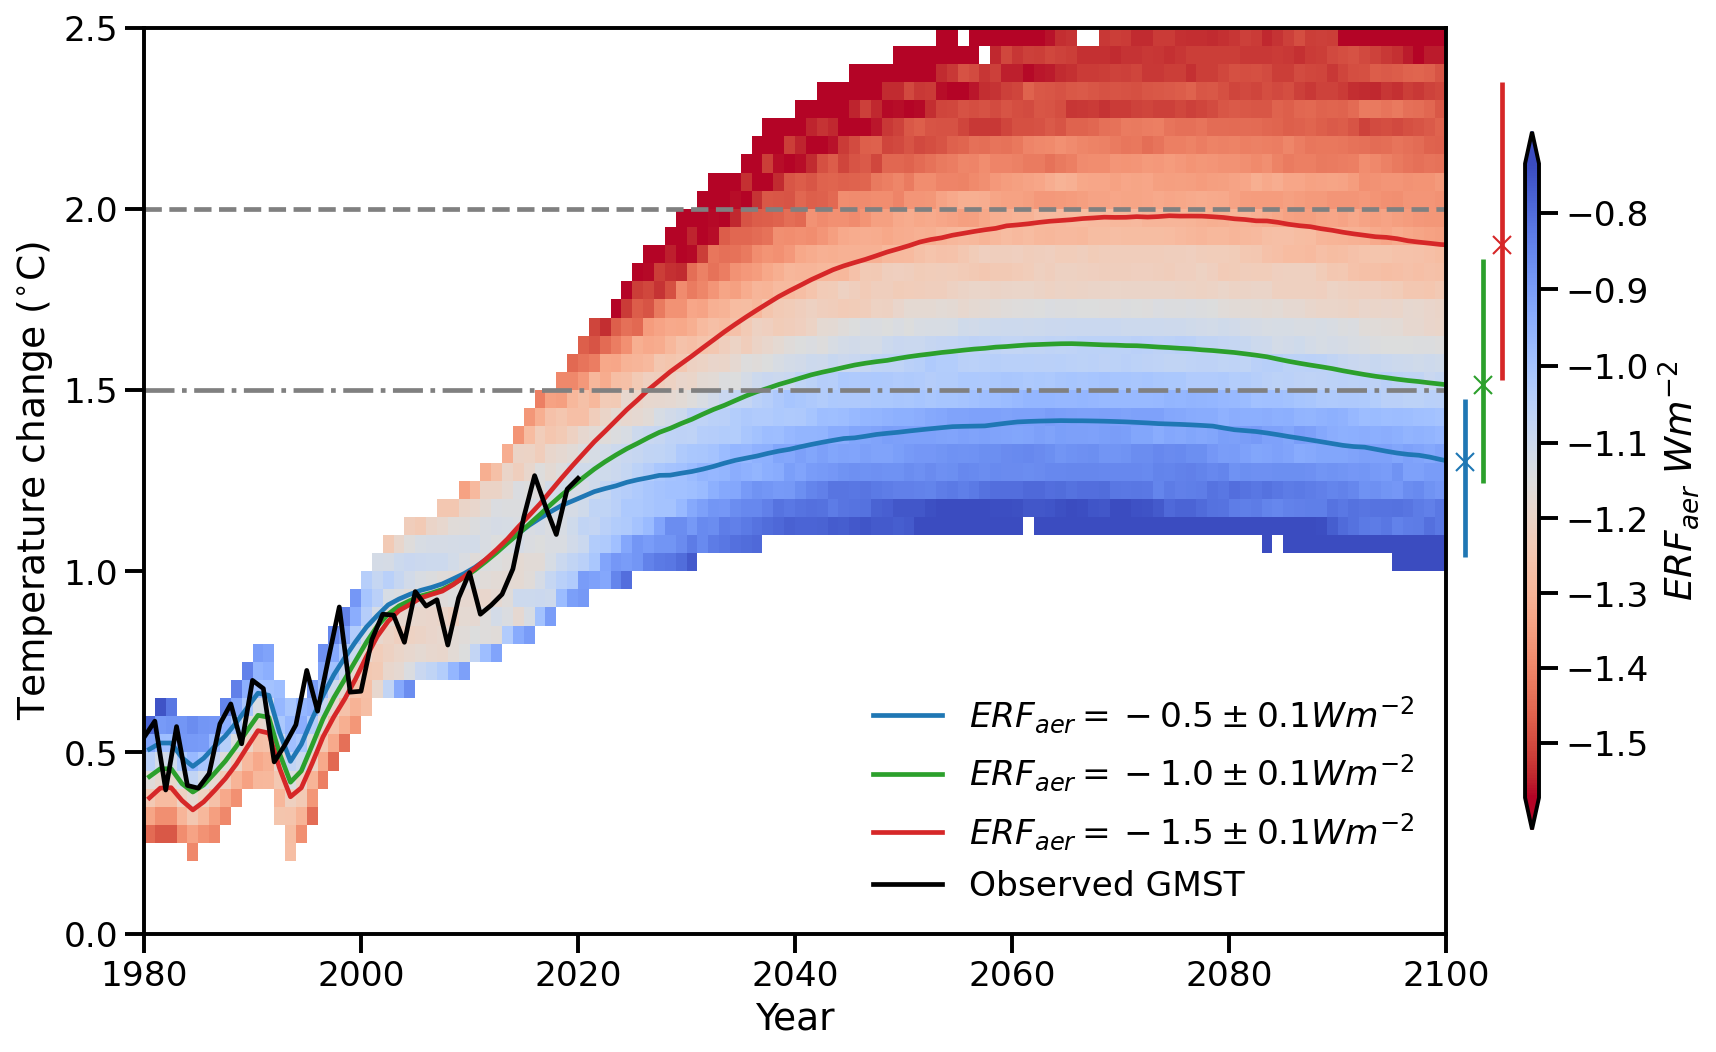 2.5
2.0
1.5
1.0
0.5
0.0
Temperature change (°C)
1980 2000 2020 2040 2060 2080 2100
Year
ERF_aer = −0.5 ± 0.1Wm⁻²
ERF_aer = −1.0 ± 0.1Wm⁻²
ERF_aer = −1.5 ± 0.1Wm⁻²
Observed GMST
−0.8
−0.9
−1.0
−1.1
−1.2
−1.3
−1.4
−1.5
ERF_aer Wm⁻²